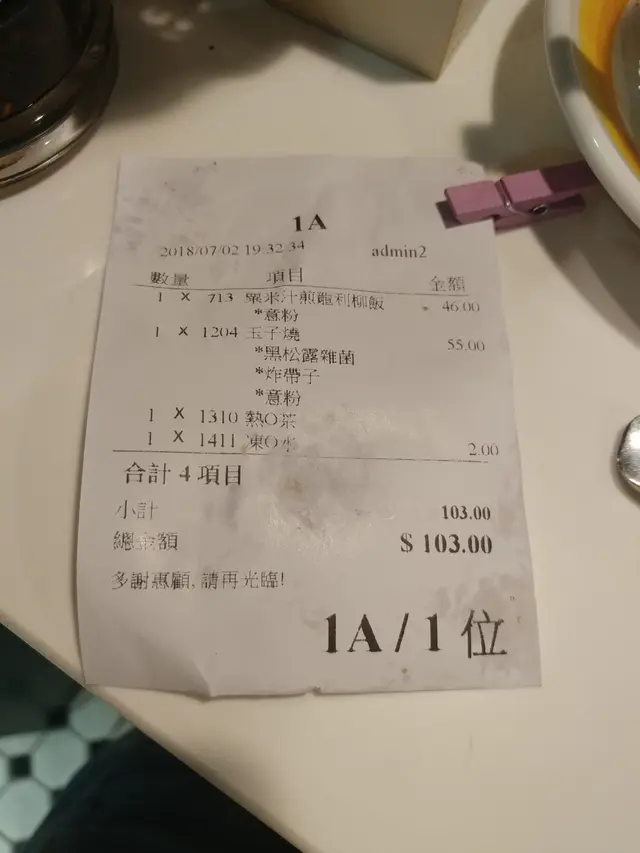 1A
2018/07/02 19:32:34 admin2
數量 項目 金額
1 X 713 粟米汁煎龍利柳飯 46.00
*意粉
1 X 1204 玉子燒 55.00
*黑松露雜菌
*炸帶子
*意粉
1 X 1310 熱O茶
1 X 1411 凍O水 2.00
合計 4 項目
小計 103.00
總金額 $ 103.00
多謝惠顧, 請再光臨!
1A / 1 位